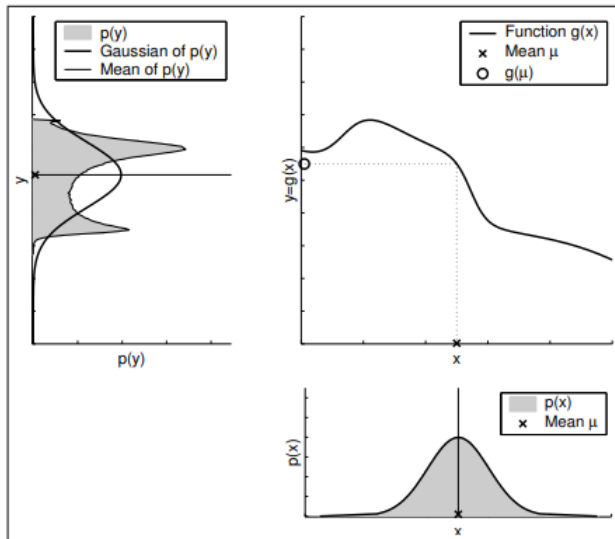 p(y)
Gaussian of p(y)
Mean of p(y)
y
p(y)
Function g(x)
Mean μ
g(μ)
y=g(x)
x
p(x)
Mean μ
p(x)
x